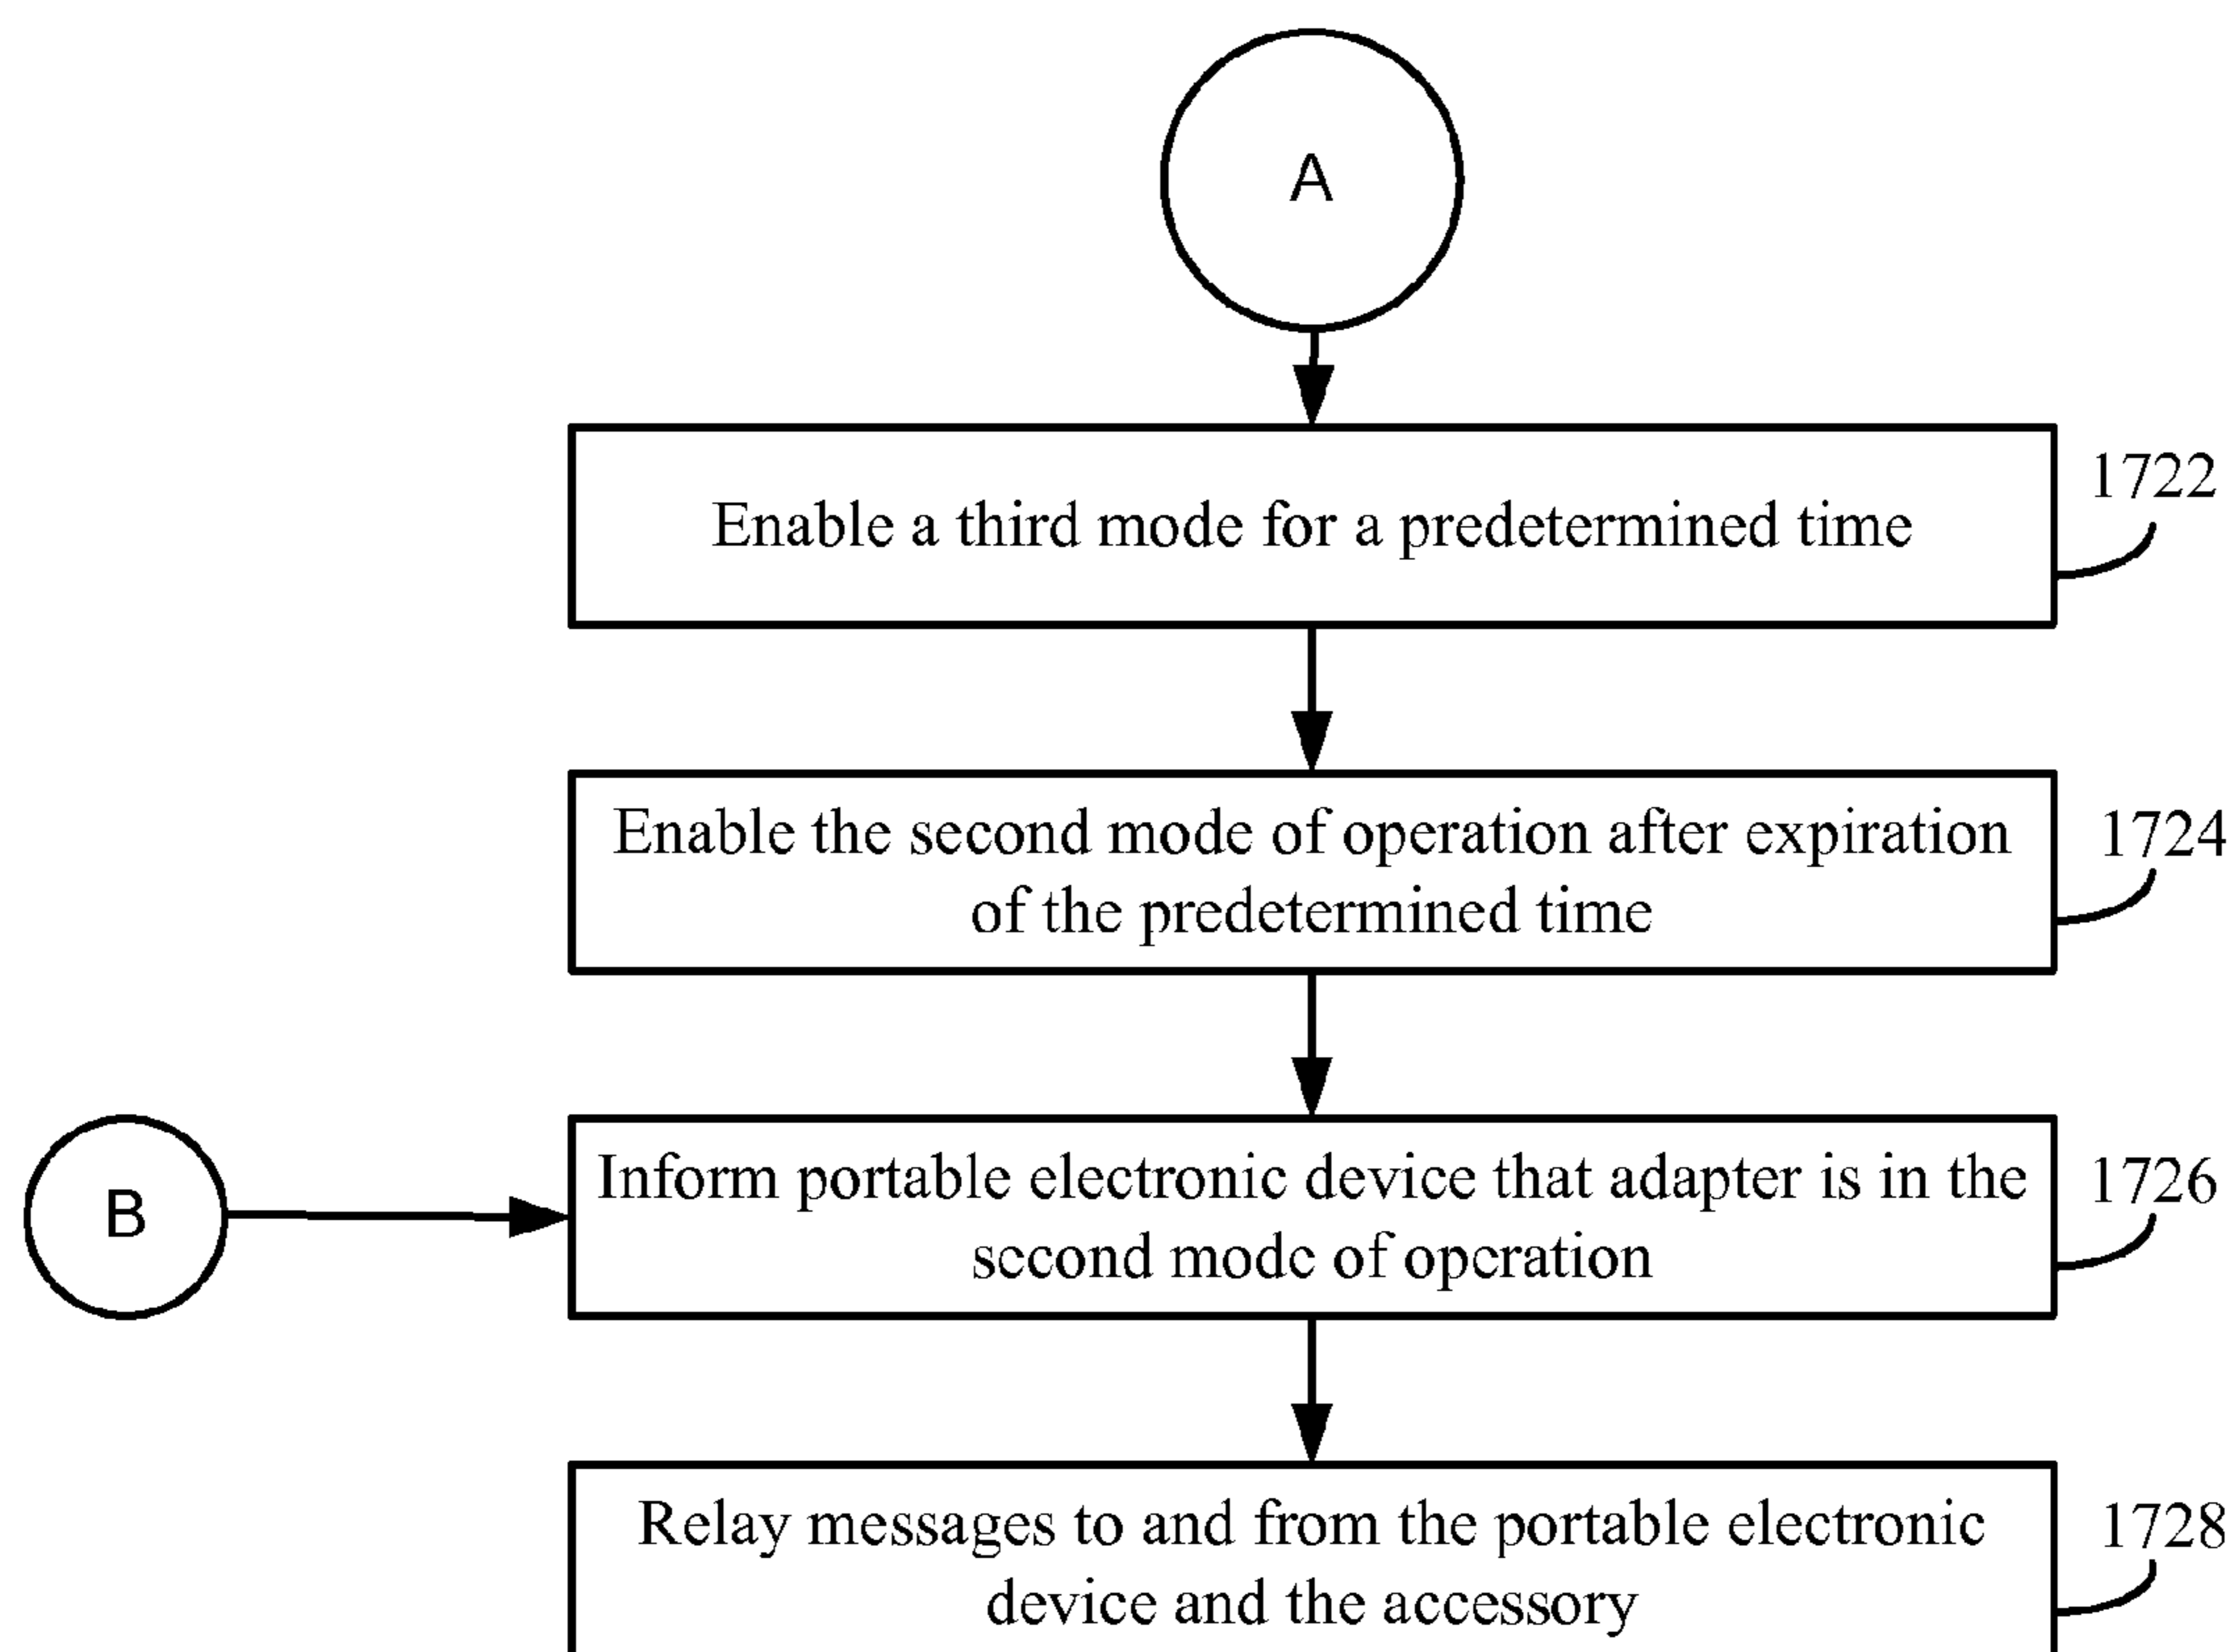 A
Enable a third mode for a predetermined time
1722
Enable the second mode of operation after expiration
of the predetermined time
1724
B
Inform portable electronic device that adapter is in the
second mode of operation
1726
Relay messages to and from the portable electronic
device and the accessory
1728